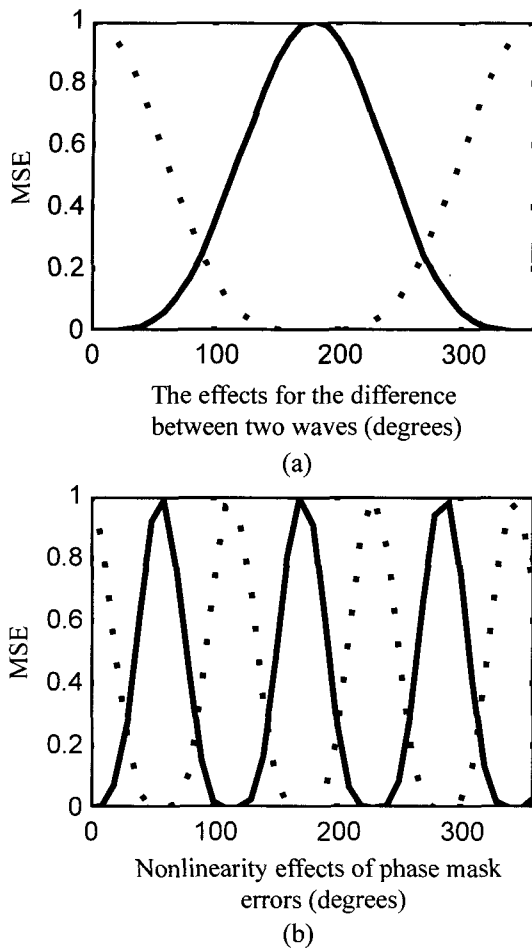 1
0.8
0.6
0.4
0.2
0
MSE
0 100 200 300
The effects for the difference
between two waves (degrees)
(a)
1
0.8
0.6
0.4
0.2
0
MSE
0 100 200 300
Nonlinearity effects of phase mask
errors (degrees)
(b)